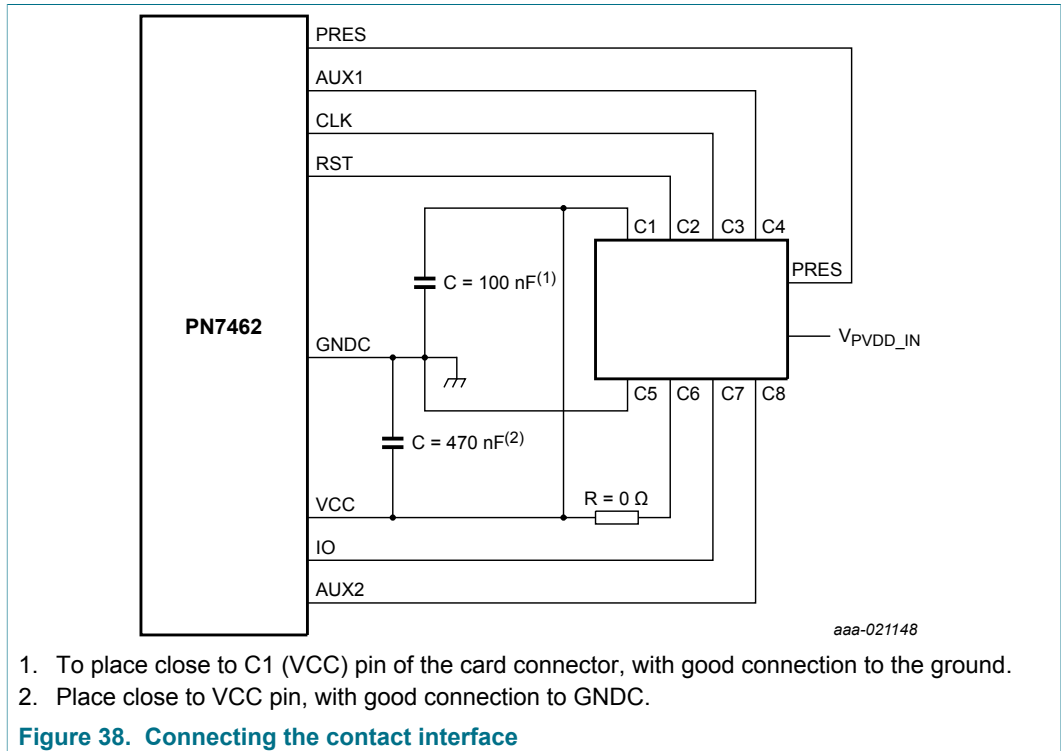 PRES
AUX1
CLK
RST
C1 C2 C3 C4
PRES
C = 100 nF(1)
PN7462
VPVDD_IN
GNDC
C5 C6 C7 C8
C = 470 nF(2)
R = 0 Ω
VCC
IO
AUX2
aaa-021148
1. To place close to C1 (VCC) pin of the card connector, with good connection to the ground.
2. Place close to VCC pin, with good connection to GNDC.
Figure 38. Connecting the contact interface